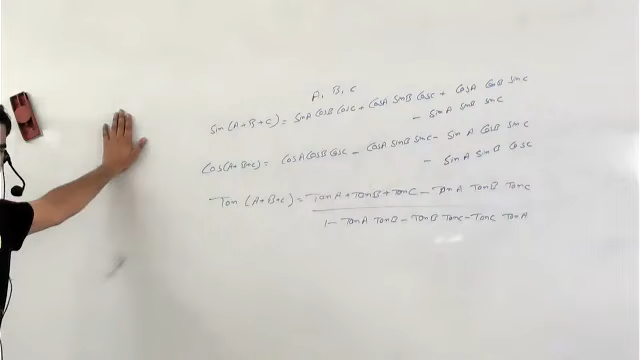 A, B, C
Sin (A+B+C) = SinA CosB CosC + CosA SinB CosC + CosA CosB SinC
- SinA SinB SinC
Cos(A+B+C) = CosA CosB CosC - CosA SinB SinC - SinA CosB SinC
- SinA SinB CosC
Tan (A+B+C) = TanA + TanB + TanC - TanA TanB TanC
1 - TanA TanB - TanB TanC - TanC TanA